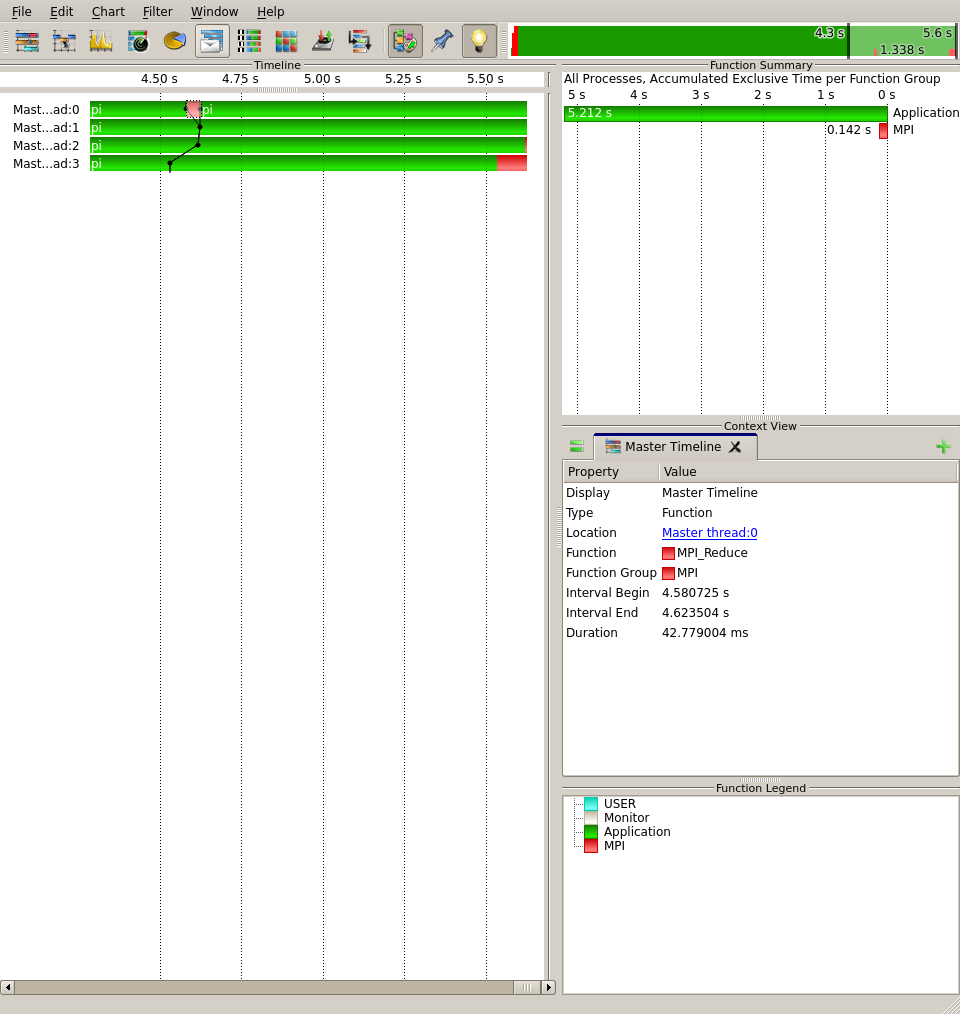 File Edit Chart Filter Window Help
4.3 s 5.6 s
1.338 s
Timeline
4.50 s 4.75 s 5.00 s 5.25 s 5.50 s
Mast...ad:0 pi pi
Mast...ad:1 pi
Mast...ad:2 pi
Mast...ad:3 pi
Function Summary
All Processes, Accumulated Exclusive Time per Function Group
5 s 4 s 3 s 2 s 1 s 0 s
5.212 s Application
0.142 s MPI
Context View
Master Timeline
Property Value
Display Master Timeline
Type Function
Location Master thread:0
Function MPI_Reduce
Function Group MPI
Interval Begin 4.580725 s
Interval End 4.623504 s
Duration 42.779004 ms
Function Legend
USER
Monitor
Application
MPI